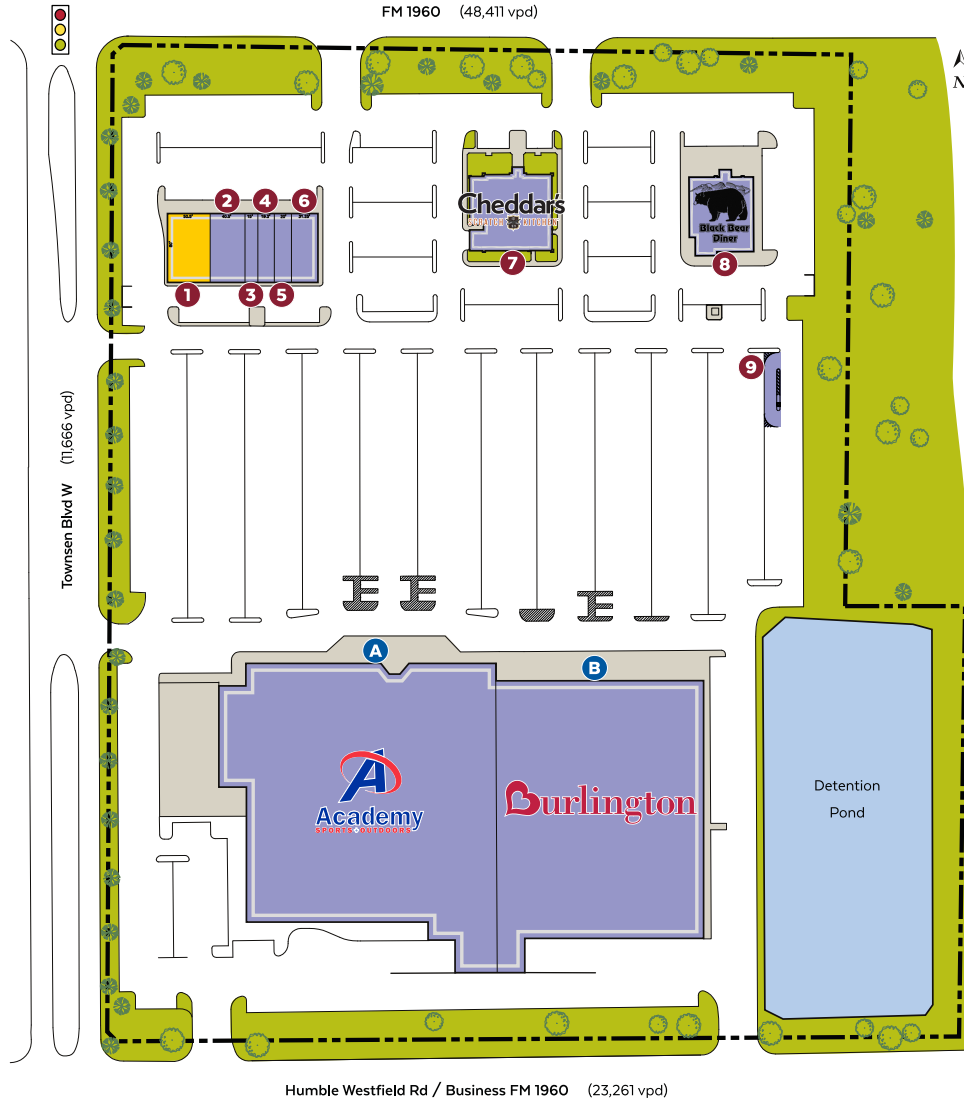 FM 1960 (48,411 vpd)
N
2 4 6
1 3 5
Cheddar's
SCRATCH KITCHEN
7
Black Bear
Diner
8
9
Townsen Blvd W (11,666 vpd)
A
B
Academy
SPORTS+OUTDOORS
Burlington
Detention
Pond
Humble Westfield Rd / Business FM 1960 (23,261 vpd)